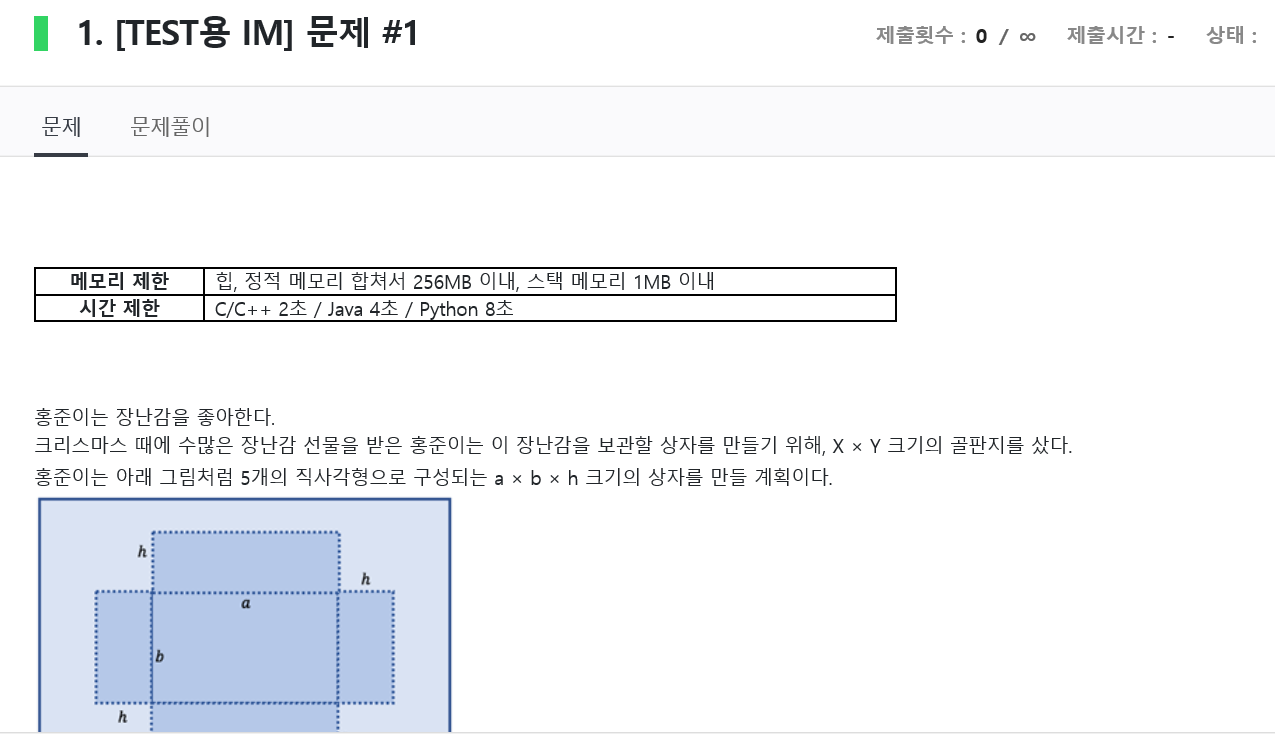 1. [TEST용 IM] 문제 #1
제출횟수 : 0 / ∞ 제출시간 : - 상태 :
문제 문제풀이
메모리 제한 힙, 정적 메모리 합쳐서 256MB 이내, 스택 메모리 1MB 이내
시간 제한 C/C++ 2초 / Java 4초 / Python 8초
홍준이는 장난감을 좋아한다.
크리스마스 때에 수많은 장난감 선물을 받은 홍준이는 이 장난감을 보관할 상자를 만들기 위해, X × Y 크기의 골판지를 샀다.
홍준이는 아래 그림처럼 5개의 직사각형으로 구성되는 a × b × h 크기의 상자를 만들 계획이다.
h
h
a
b
h